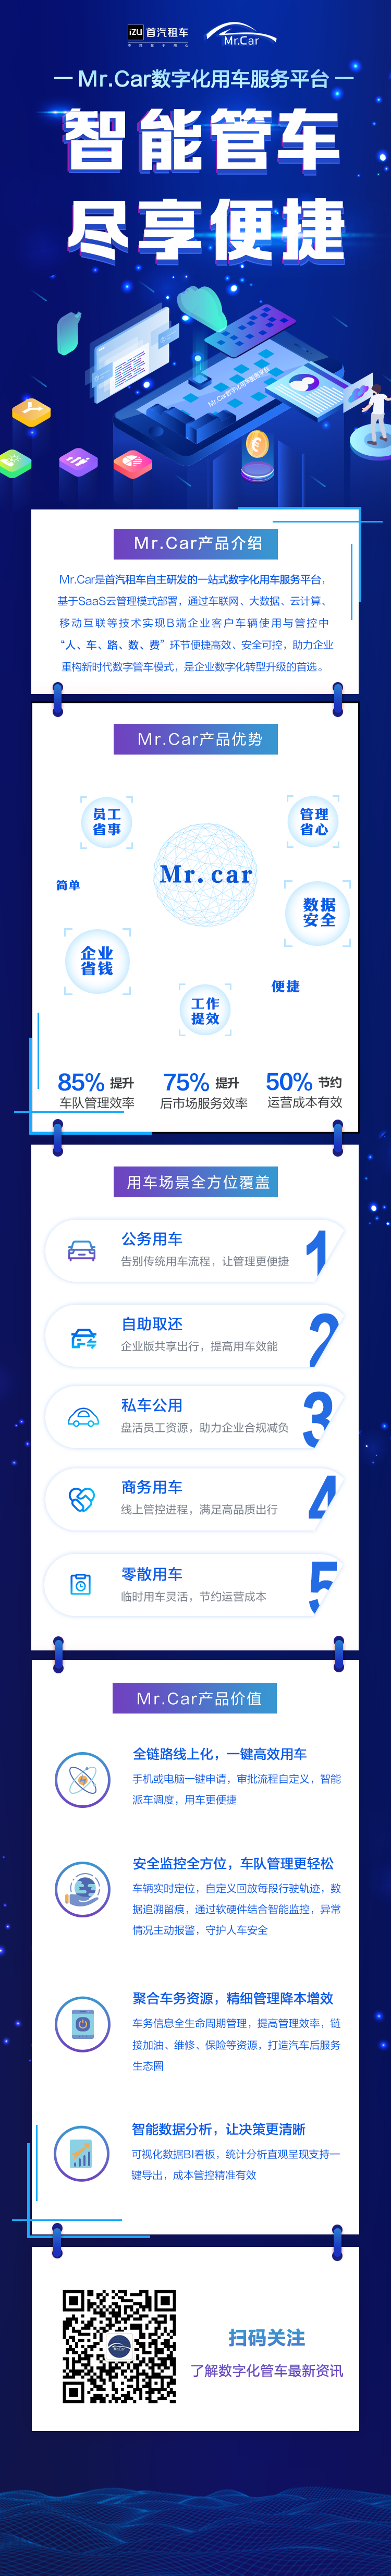 iZU 首汽租车
Mr.Car
Mr.Car数字化用车服务平台
智能管车
尽享便捷
Mr.Car数字化用车服务平台
Mr.Car产品介绍
Mr.Car是首汽租车自主研发的一站式数字化用车服务平台，
基于SaaS云管理模式部署，通过车联网、大数据、云计算、
移动互联等技术实现B端企业客户车辆使用与管控中
“人、车、路、数、费”环节便捷高效、安全可控，助力企业
重构新时代数字管车模式，是企业数字化转型升级的首选。
Mr.Car产品优势
员工
省事
管理
省心
Mr.car
简单
数据
安全
企业
省钱
便捷
工作
提效
85% 提升
车队管理效率
75% 提升
后市场服务效率
50% 节约
运营成本有效
用车场景全方位覆盖
公务用车
告别传统用车流程，让管理更便捷
1
自助取还
企业版共享出行，提高用车效能
2
私车公用
盘活员工资源，助力企业合规减负
3
商务用车
线上管控进程，满足高品质出行
4
零散用车
临时用车灵活，节约运营成本
5
Mr.Car产品价值
全链路线上化，一键高效用车
手机或电脑一键申请，审批流程自定义，智能
派车调度，用车更便捷
安全监控全方位，车队管理更轻松
车辆实时定位，自定义回放每段行驶轨迹，数
据追溯留痕，通过软硬件结合智能监控，异常
情况主动报警，守护人车安全
聚合车务资源，精细管理降本增效
车务信息全生命周期管理，提高管理效率，链
接加油、维修、保险等资源，打造汽车后服务
生态圈
智能数据分析，让决策更清晰
可视化数据BI看板，统计分析直观呈现支持一
键导出，成本管控精准有效
扫码关注
了解数字化管车最新资讯